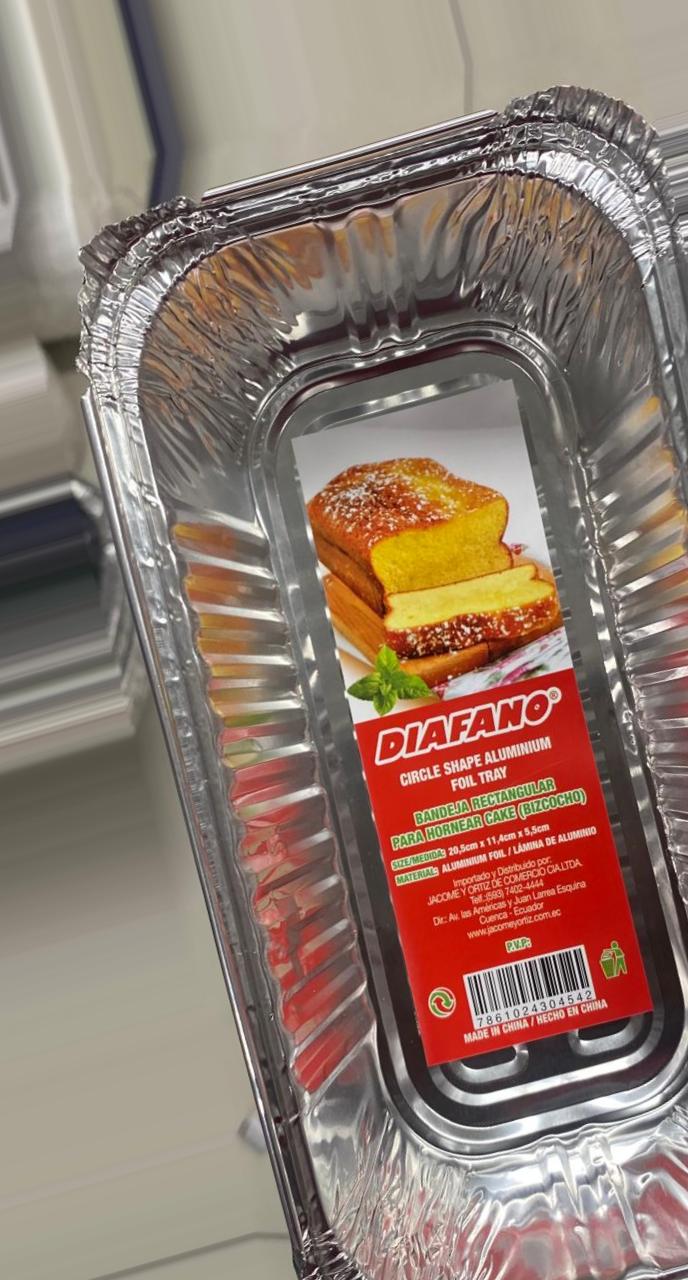 DIAFANO®
CIRCLE SHAPE ALUMINIUM
FOIL TRAY
BANDEJA RECTANGULAR
PARA HORNEAR CAKE (BIZCOCHO)
SIZE/MEDIDA: 20,5cm x 11,4cm x 5,5cm
MATERIAL: ALUMINIUM FOIL / LÁMINA DE ALUMINIO
Importado y Distribuido por:
JACOME Y ORTIZ DE COMERCIO CIA.LTDA.
Telf.:(593) 7402-4444
Dir.: Av. las Américas y Juan Larrea Esquina
Cuenca - Ecuador
www.jacomeyortiz.com.ec
P.V.P:
7861024304542
MADE IN CHINA / HECHO EN CHINA